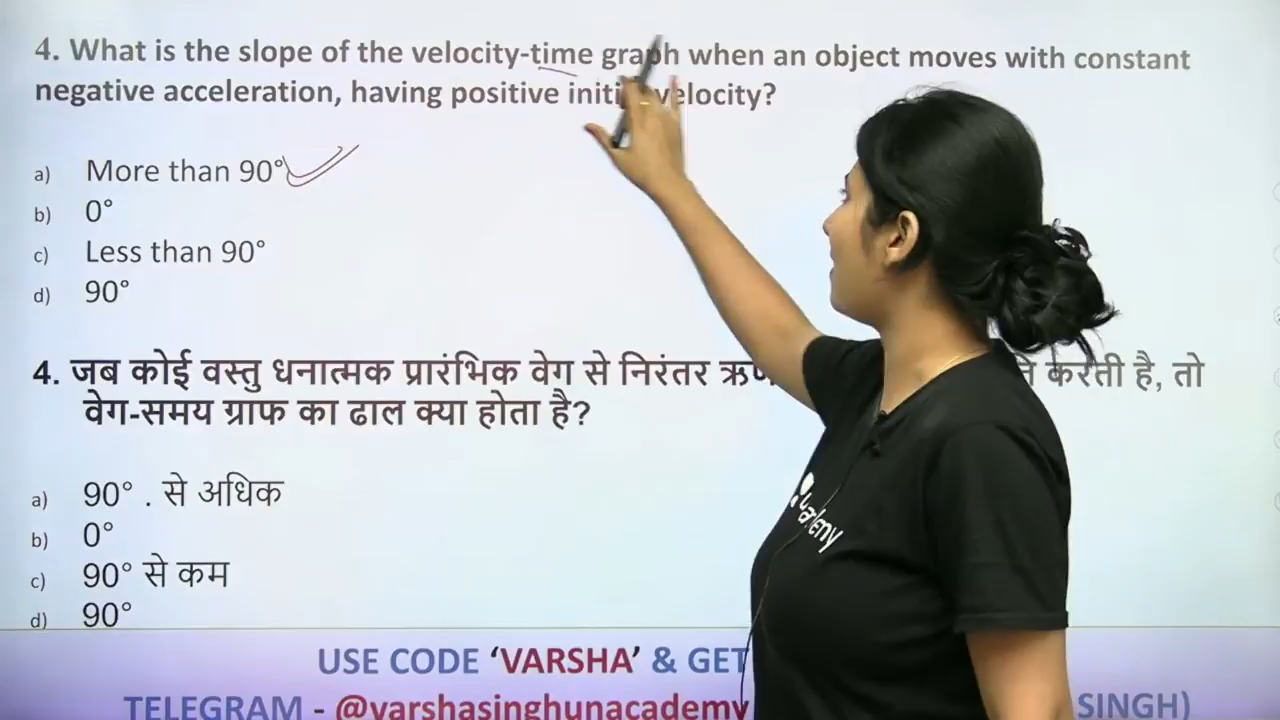 4. What is the slope of the velocity-time graph when an object moves with constant
negative acceleration, having positive initi velocity?
a) More than 90°
b) 0°
c) Less than 90°
d) 90°
4. जब कोई वस्तु धनात्मक प्रारंभिक वेग से निरंतर करती है, तो
वेग-समय ग्राफ का ढाल क्या होता है?
a) 90° . से अधिक
b) 0°
c) 90° से कम
d) 90°
USE CODE ‘VARSHA’ & GET
TELEGRAM - @varshasinghunacademy SINGH)